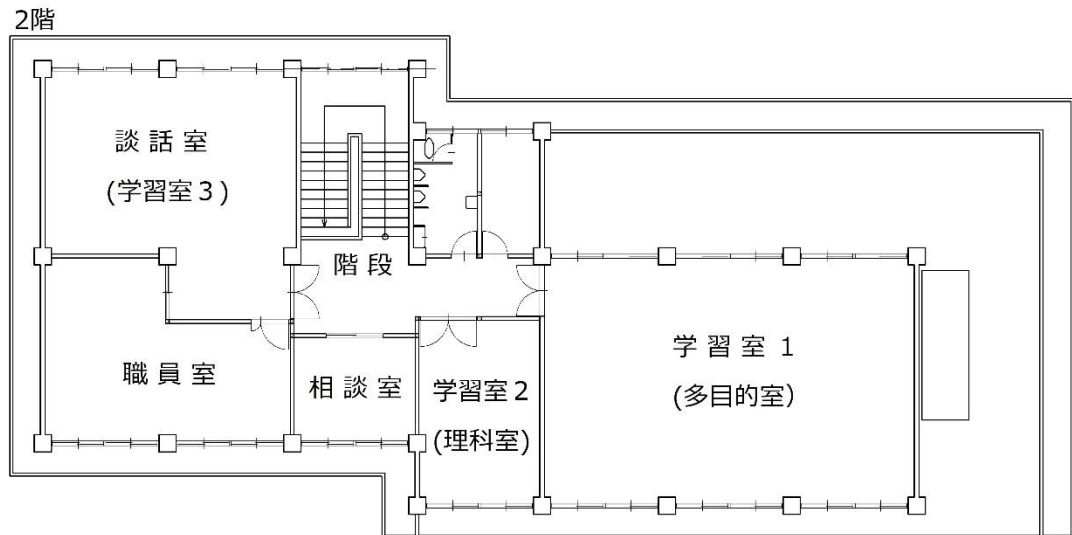 2階
談話室
(学習室3)
階段
職員室
相談室
学習室2
(理科室)
学習室1
(多目的室)